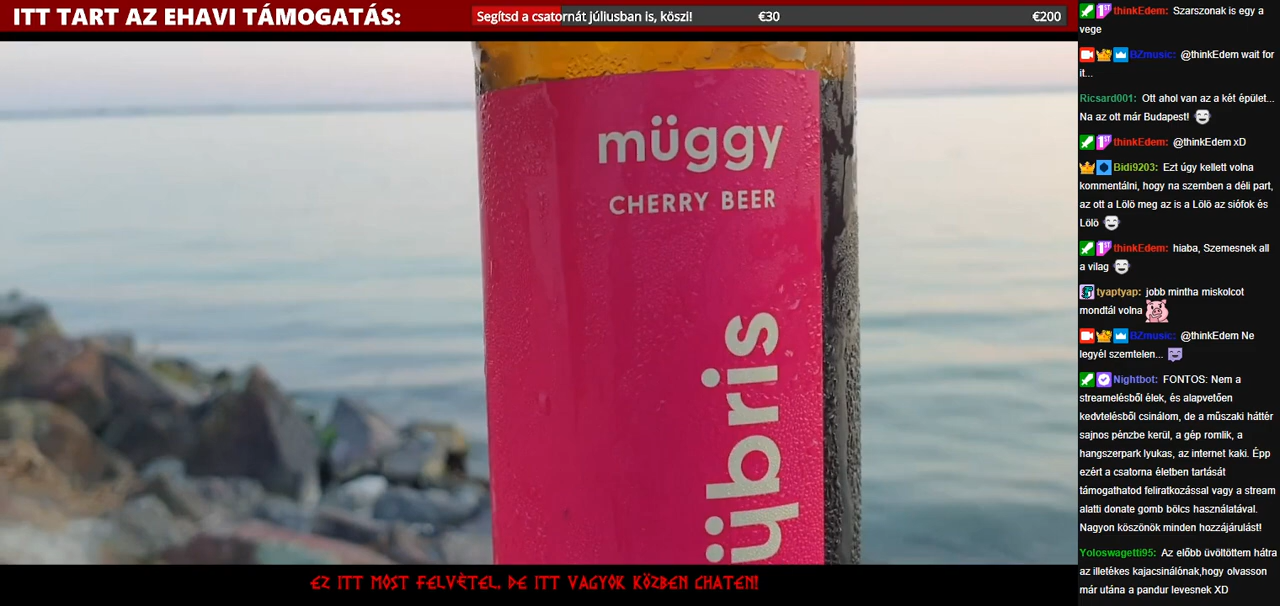 ITT TART AZ EHAVI TÁMOGATÁS:
Segítsd a csatornát júliusban is, köszi!
€30
€200
müggy
CHERRY BEER
üjbris
EZ ITT MOST FELVÉTEL, DE ITT VAGYOK KÖZBEN CHATEN!
thinkEdem: Szarszonak is egy a
vege
BZmusic: @thinkEdem wait for
it...
Ricsard001: Ott ahol van az a két épület...
Na az ott már Budapest!
thinkEdem: @thinkEdem xD
Bidi9203: Ezt úgy kellett volna
kommentálni, hogy na szemben a déli part,
az ott a Lölö meg az is a Lölö az siófok és
Lölö
thinkEdem: hiaba, Szemesnek all
a vilag
tyaptyap: jobb mintha miskolcot
mondtál volna
BZmusic: @thinkEdem Ne
legyél szemtelen...
Nightbot: FONTOS: Nem a
streamelésből élek, és alapvetően
kedvtelésből csinálom, de a műszaki háttér
sajnos pénzbe kerül, a gép romlik, a
hangszerpark lyukas, az internet kaki. Épp
ezért a csatorna életben tartását
támogathatod feliratkozással vagy a stream
alatti donate gomb bölcs használatával.
Nagyon köszönök minden hozzájárulást!
Yoloswagetti95: Az előbb üvöltöttem hátra
az illetékes kajacsinálónak,hogy olvasson
már utána a pandur levesnek XD